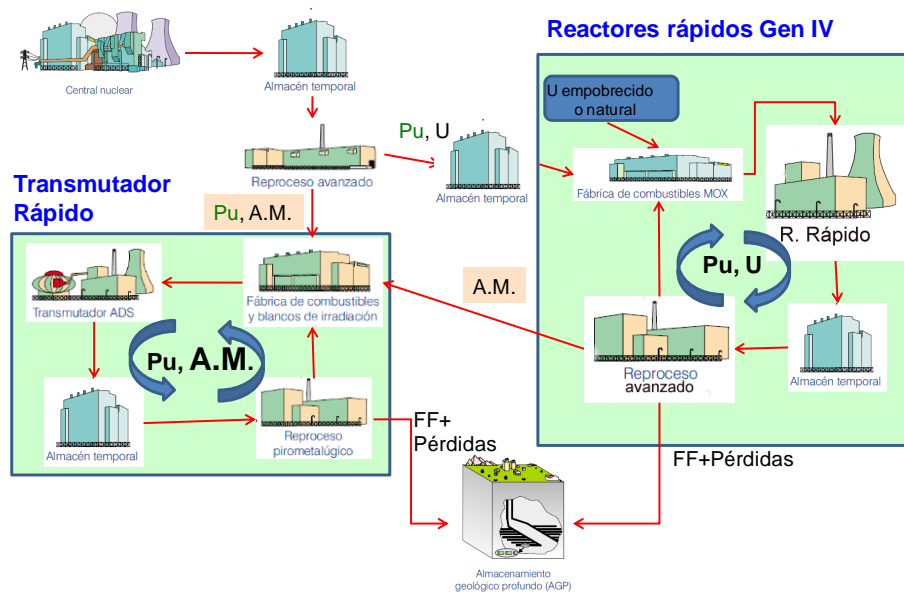 Reactores rápidos Gen IV
Central nuclear
Almacén temporal
U empobrecido
o natural
Pu, U
Reproceso avanzado
Almacén temporal
Fábrica de combustibles MOX
R. Rápido
Transmutador
Rápido
Pu, A.M.
Pu, U
A.M.
Transmutador ADS
Fábrica de combustibles
y blancos de irradiación
Pu, A.M.
Reproceso
avanzado
Almacén temporal
Almacén temporal
Reproceso
pirometalúgico
FF+
Pérdidas
FF+Pérdidas
Almacenamiento
geológico profundo (AGP)